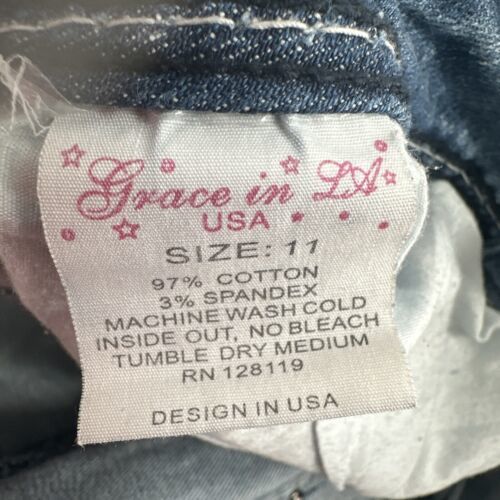 Grace in LA
USA
SIZE: 11
97% COTTON
3% SPANDEX
MACHINE WASH COLD
INSIDE OUT, NO BLEACH
TUMBLE DRY MEDIUM
RN 128119
DESIGN IN USA